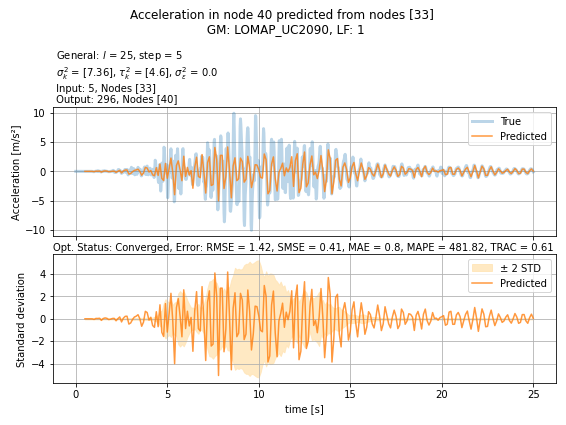 Acceleration in node 40 predicted from nodes [33]
GM: LOMAP_UC2090, LF: 1
General: l = 25, step = 5
σ²ₖ = [7.36], τ²ₖ = [4.6], σ²ε = 0.0
Input: 5, Nodes [33]
Output: 296, Nodes [40]
10
5
0
−5
−10
Acceleration [m/s²]
True
Predicted
Opt. Status: Converged, Error: RMSE = 1.42, SMSE = 0.41, MAE = 0.8, MAPE = 481.82, TRAC = 0.61
4
2
0
−2
−4
Standard deviation
± 2 STD
Predicted
0 5 10 15 20 25
time [s]